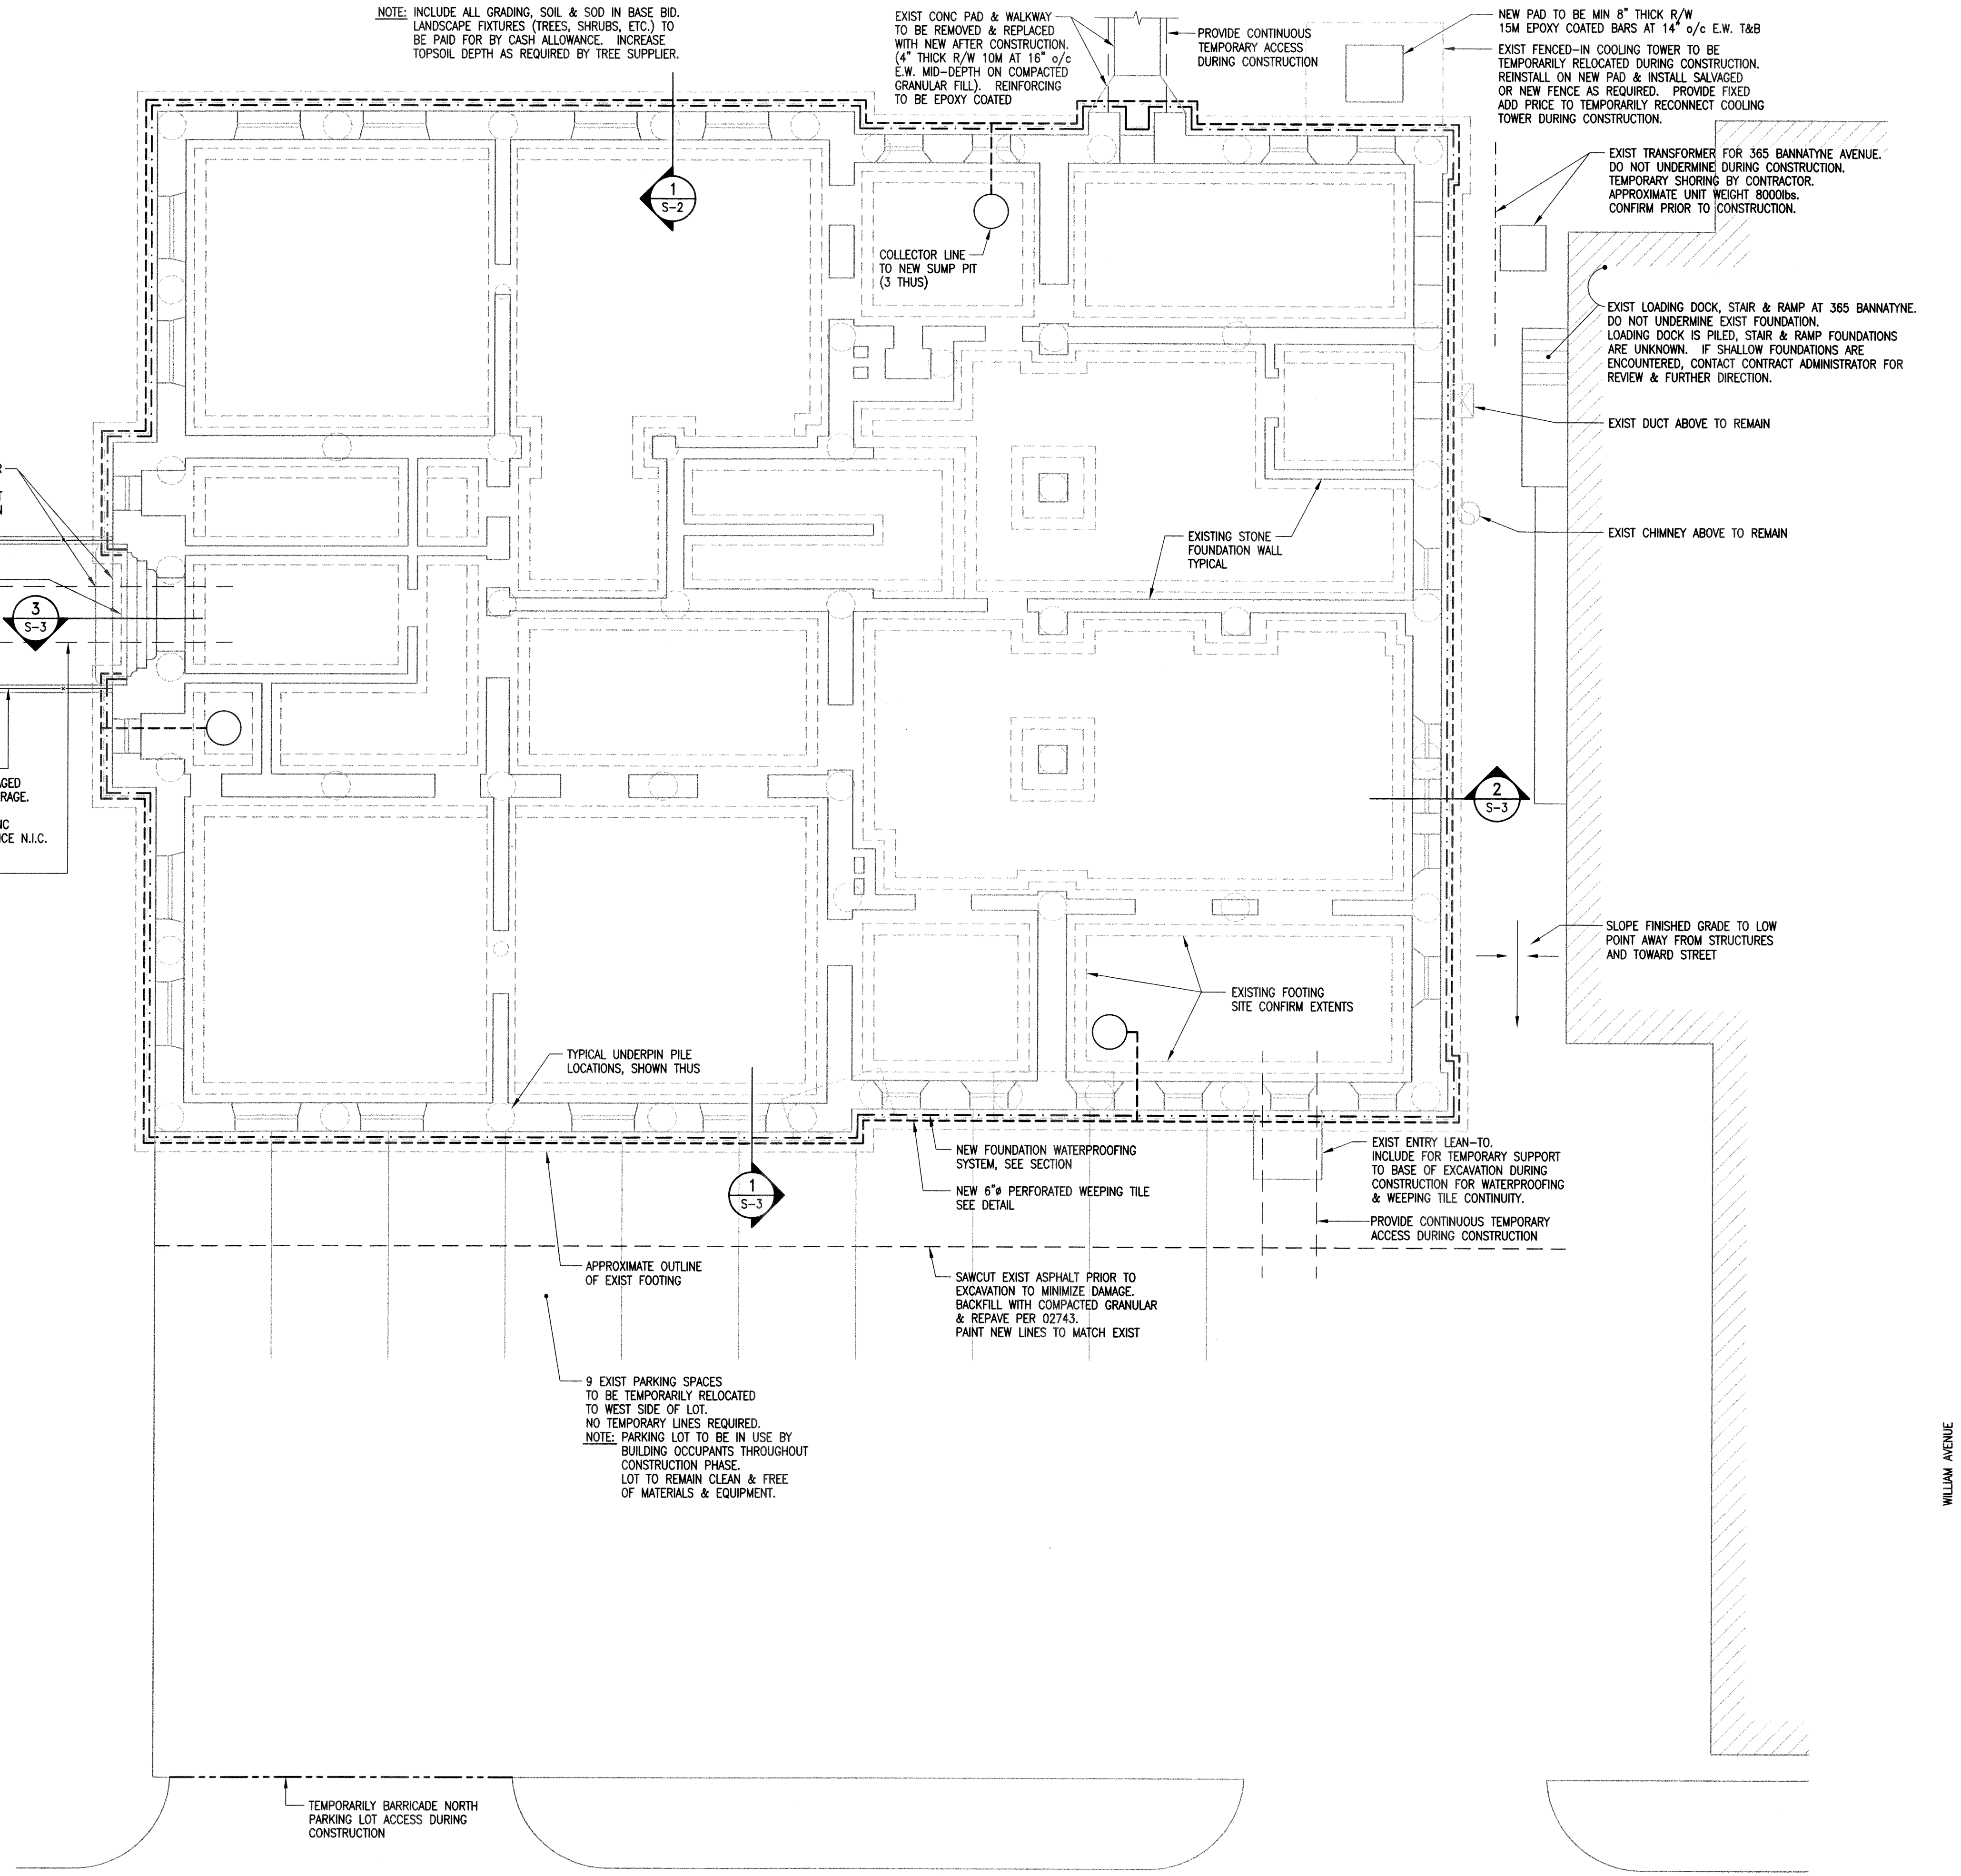 NOTE: INCLUDE ALL GRADING, SOIL & SOD IN BASE BID.
LANDSCAPE FIXTURES (TREES, SHRUBS, ETC.) TO
BE PAID FOR BY CASH ALLOWANCE. INCREASE
TOPSOIL DEPTH AS REQUIRED BY TREE SUPPLIER.
EXIST CONC PAD & WALKWAY
TO BE REMOVED & REPLACED
WITH NEW AFTER CONSTRUCTION.
(4" THICK R/W 10M AT 16" o/c
E.W. MID-DEPTH ON COMPACTED
GRANULAR FILL). REINFORCING
TO BE EPOXY COATED
PROVIDE CONTINUOUS
TEMPORARY ACCESS
DURING CONSTRUCTION
NEW PAD TO BE MIN 8" THICK R/W
15M EPOXY COATED BARS AT 14" o/c E.W. T&B
EXIST FENCED-IN COOLING TOWER TO BE
TEMPORARILY RELOCATED DURING CONSTRUCTION.
REINSTALL ON NEW PAD & INSTALL SALVAGED
OR NEW FENCE AS REQUIRED. PROVIDE FIXED
ADD PRICE TO TEMPORARILY RECONNECT COOLING
TOWER DURING CONSTRUCTION.
EXIST TRANSFORMER FOR 365 BANNATYNE AVENUE.
DO NOT UNDERMINE DURING CONSTRUCTION.
TEMPORARY SHORING BY CONTRACTOR.
APPROXIMATE UNIT WEIGHT 8000lbs.
CONFIRM PRIOR TO CONSTRUCTION.
1
S-2
COLLECTOR LINE
TO NEW SUMP PIT
(3 THUS)
EXIST LOADING DOCK, STAIR & RAMP AT 365 BANNATYNE.
DO NOT UNDERMINE EXIST FOUNDATION.
LOADING DOCK IS PILED, STAIR & RAMP FOUNDATIONS
ARE UNKNOWN. IF SHALLOW FOUNDATIONS ARE
ENCOUNTERED, CONTACT CONTRACT ADMINISTRATOR FOR
REVIEW & FURTHER DIRECTION.
EXIST DUCT ABOVE TO REMAIN
EXIST CHIMNEY ABOVE TO REMAIN
EXISTING STONE
FOUNDATION WALL
TYPICAL
3
S-3
AGED
RAGE.
NC
NCE N.I.C.
2
S-3
SLOPE FINISHED GRADE TO LOW
POINT AWAY FROM STRUCTURES
AND TOWARD STREET
EXISTING FOOTING
SITE CONFIRM EXTENTS
TYPICAL UNDERPIN PILE
LOCATIONS, SHOWN THUS
NEW FOUNDATION WATERPROOFING
SYSTEM, SEE SECTION
NEW 6"ø PERFORATED WEEPING TILE
SEE DETAIL
EXIST ENTRY LEAN-TO.
INCLUDE FOR TEMPORARY SUPPORT
TO BASE OF EXCAVATION DURING
CONSTRUCTION FOR WATERPROOFING
& WEEPING TILE CONTINUITY.
1
S-3
PROVIDE CONTINUOUS TEMPORARY
ACCESS DURING CONSTRUCTION
APPROXIMATE OUTLINE
OF EXIST FOOTING
SAWCUT EXIST ASPHALT PRIOR TO
EXCAVATION TO MINIMIZE DAMAGE.
BACKFILL WITH COMPACTED GRANULAR
& REPAVE PER 02743.
PAINT NEW LINES TO MATCH EXIST
9 EXIST PARKING SPACES
TO BE TEMPORARILY RELOCATED
TO WEST SIDE OF LOT.
NO TEMPORARY LINES REQUIRED.
NOTE: PARKING LOT TO BE IN USE BY
BUILDING OCCUPANTS THROUGHOUT
CONSTRUCTION PHASE.
LOT TO REMAIN CLEAN & FREE
OF MATERIALS & EQUIPMENT.
WILLIAM AVENUE
TEMPORARILY BARRICADE NORTH
PARKING LOT ACCESS DURING
CONSTRUCTION